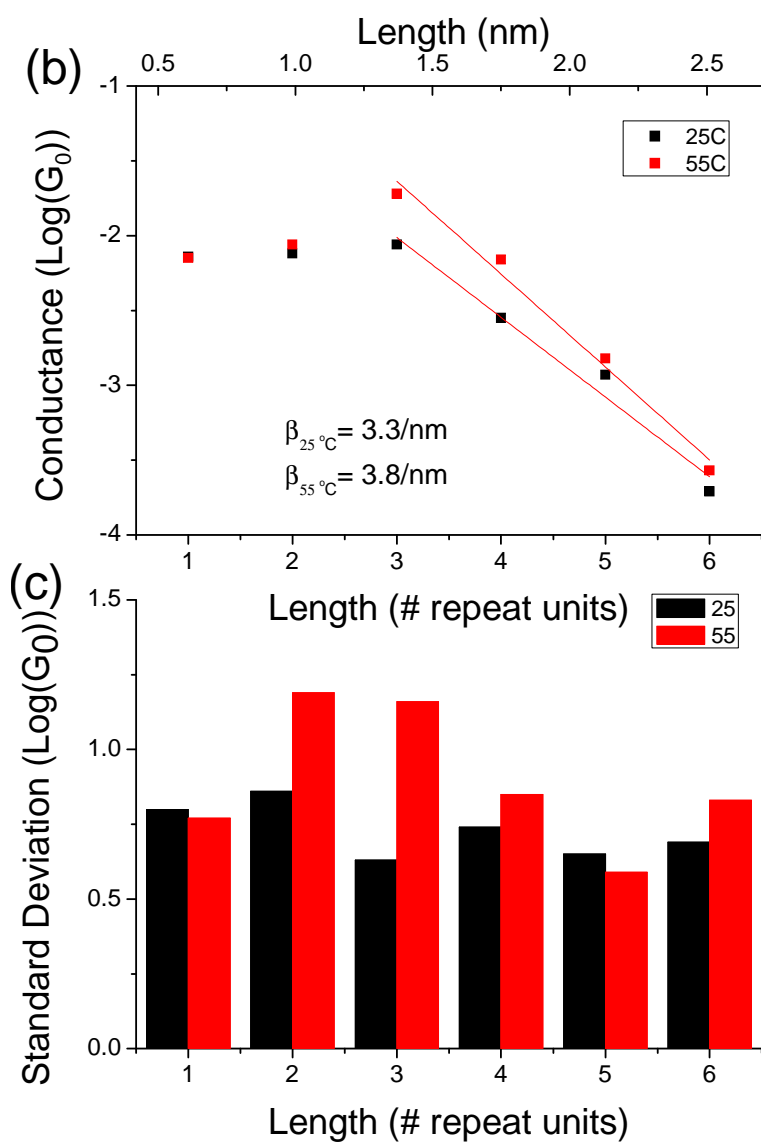 Length (nm)
0.5 1.0 1.5 2.0 2.5
(b)
-1
-2
-3
-4
Conductance (Log(G₀))
25C
55C
β25 °C= 3.3/nm
β55 °C= 3.8/nm
1 2 3 4 5 6
Length (# repeat units)
(c)
1.5
1.0
0.5
0.0
Standard Deviation (Log(G0)))
25
55
1 2 3 4 5 6
Length (# repeat units)